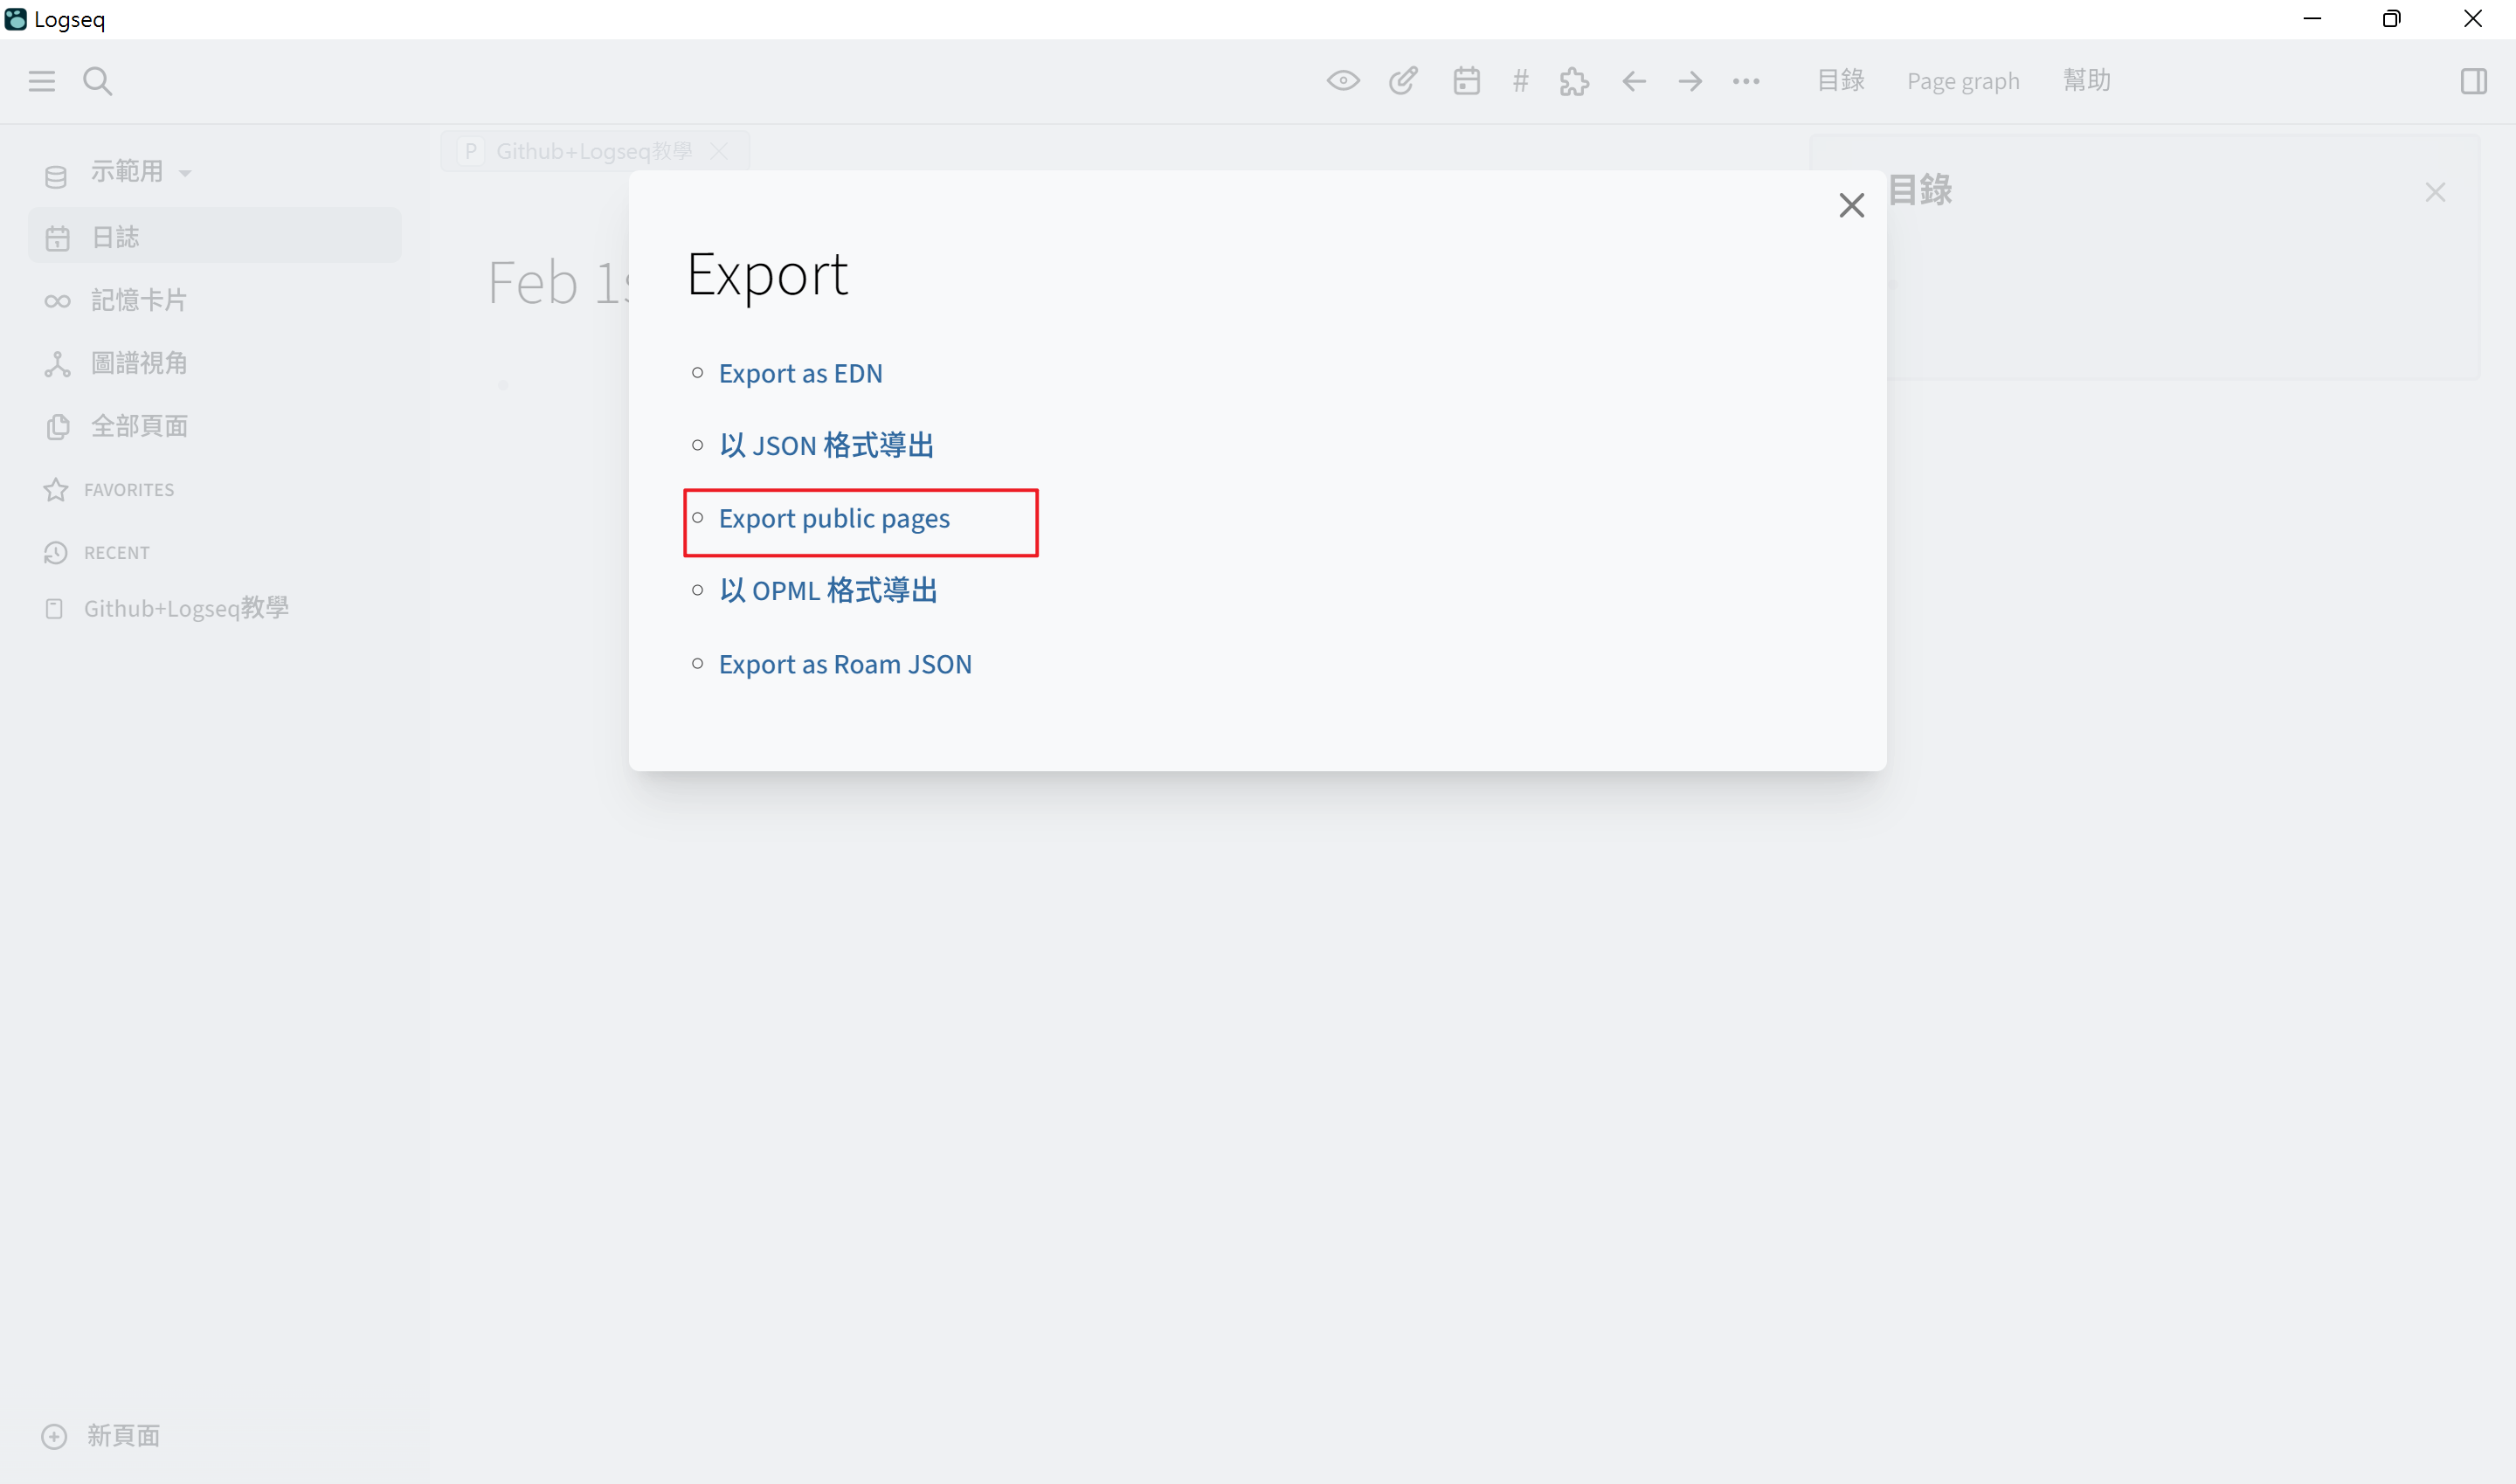 Logseq
# 目錄 Page graph 幫助
示範用
日誌
記憶卡片
圖譜視角
全部頁面
FAVORITES
RECENT
Github+Logseq教學
新頁面
P Github+Logseq教學
Feb 1s
Export
Export as EDN
以 JSON 格式導出
Export public pages
以 OPML 格式導出
Export as Roam JSON
目錄